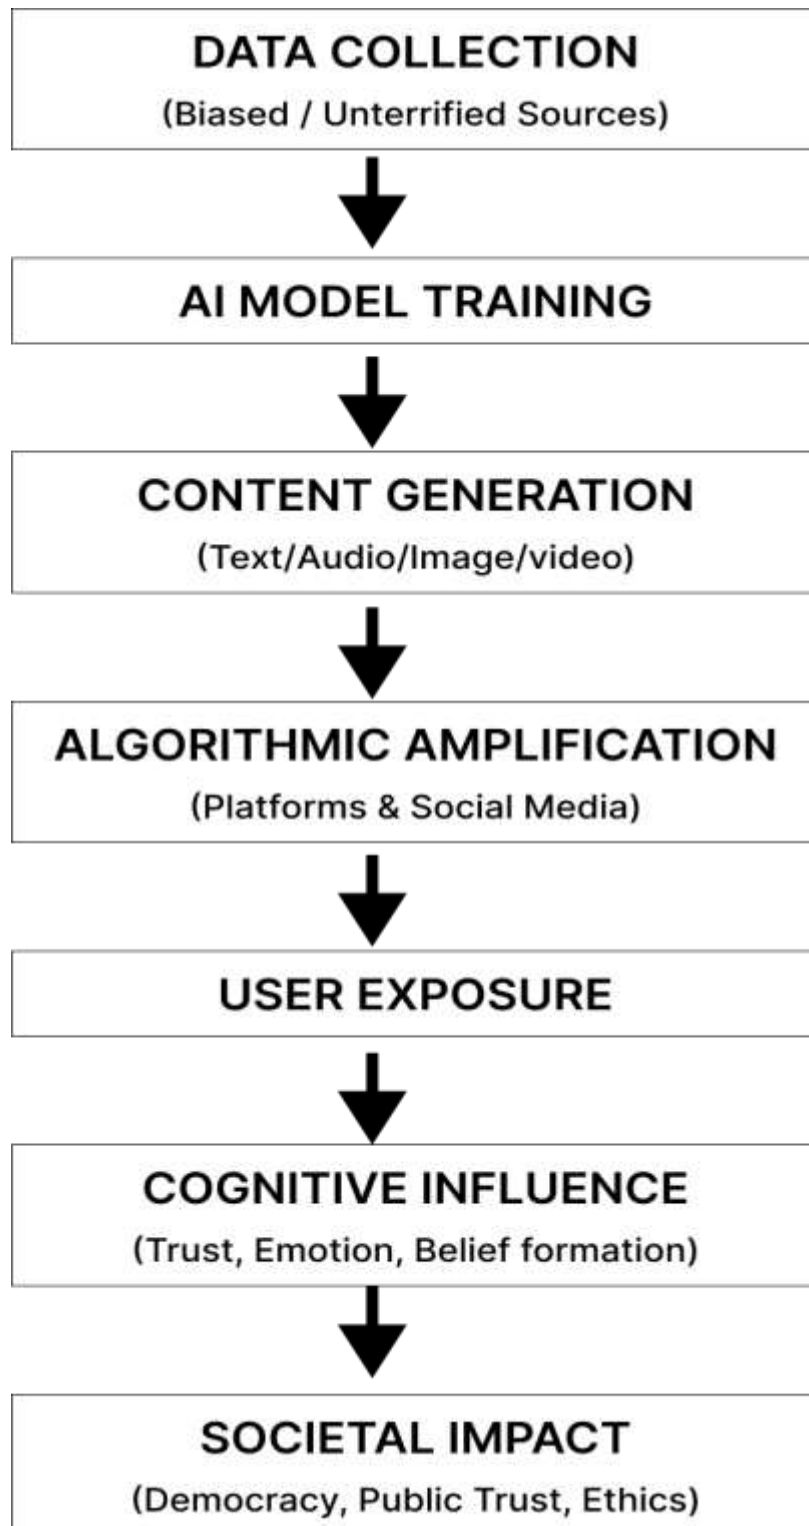 DATA COLLECTION
(Biased / Unterrified Sources)
AI MODEL TRAINING
CONTENT GENERATION
(Text/Audio/Image/video)
ALGORITHMIC AMPLIFICATION
(Platforms & Social Media)
USER EXPOSURE
COGNITIVE INFLUENCE
(Trust, Emotion, Belief formation)
SOCIETAL IMPACT
(Democracy, Public Trust, Ethics)